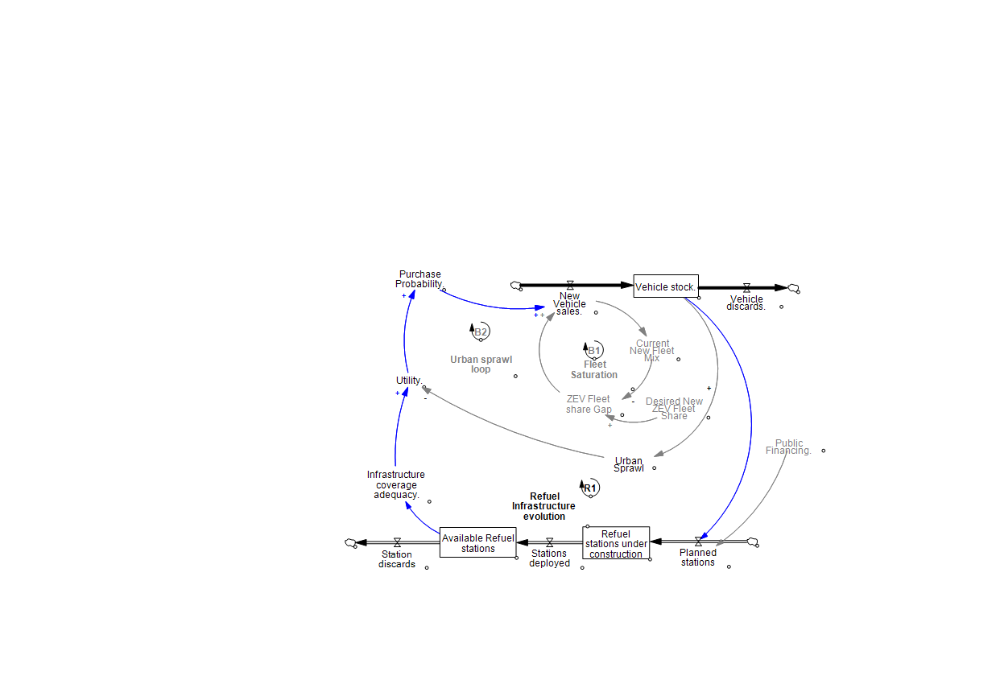 Purchase
Probability.
New
Vehicle
sales.
+ +
Vehicle stock.
Vehicle
discards.
+
B2
Urban sprawl
loop
B1
Fleet
Saturation
Current
New Fleet
Mix
Utility.
+
-
ZEV Fleet
share Gap
-
+
Desired New
ZEV Fleet
Share
+
Public
Financing.
Urban
Sprawl
Infrastructure
coverage
adequacy.
R1
Refuel
Infrastructure
evolution
Available Refuel
stations
Refuel
stations under
construction
Station
discards
Stations
deployed
Planned
stations